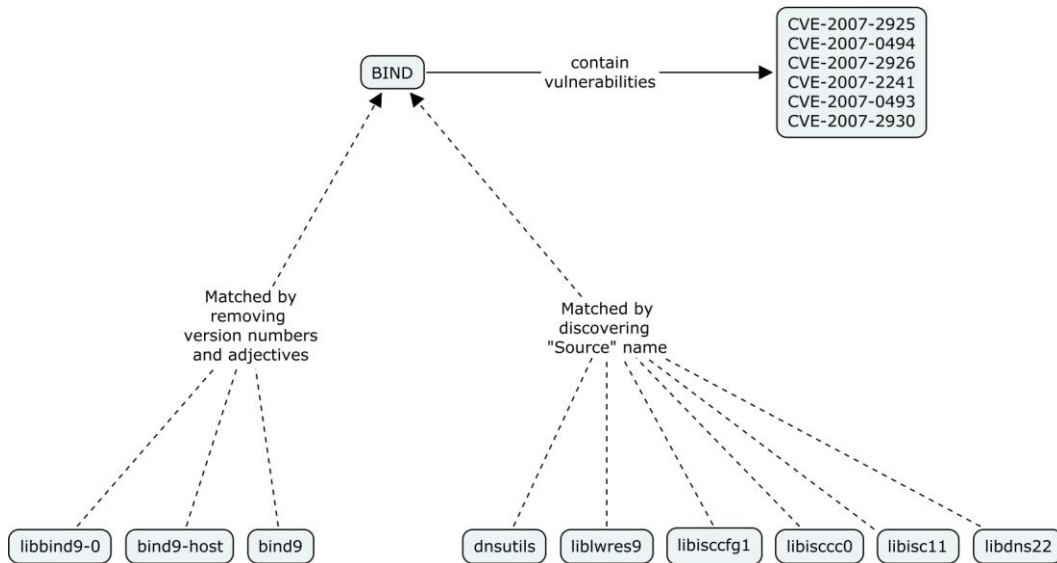 CVE-2007-2925
CVE-2007-0494
CVE-2007-2926
CVE-2007-2241
CVE-2007-0493
CVE-2007-2930
BIND
contain
vulnerabilities
Matched by
removing
version numbers
and adjectives
Matched by
discovering
"Source" name
libbind9-0
bind9-host
bind9
dnsutils
liblwres9
libisccfg1
libisccc0
libisc11
libdns22